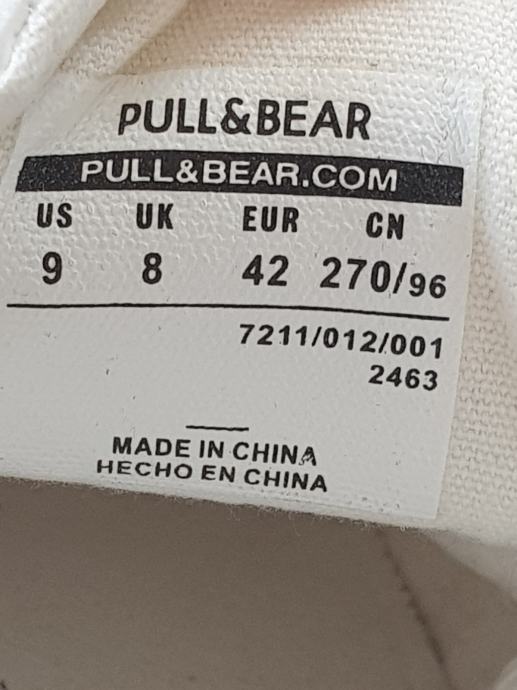 PULL&BEAR
PULL&BEAR.COM
US UK EUR CN
9 8 42 270/96
7211/012/001
2463
MADE IN CHINA
HECHO EN CHINA